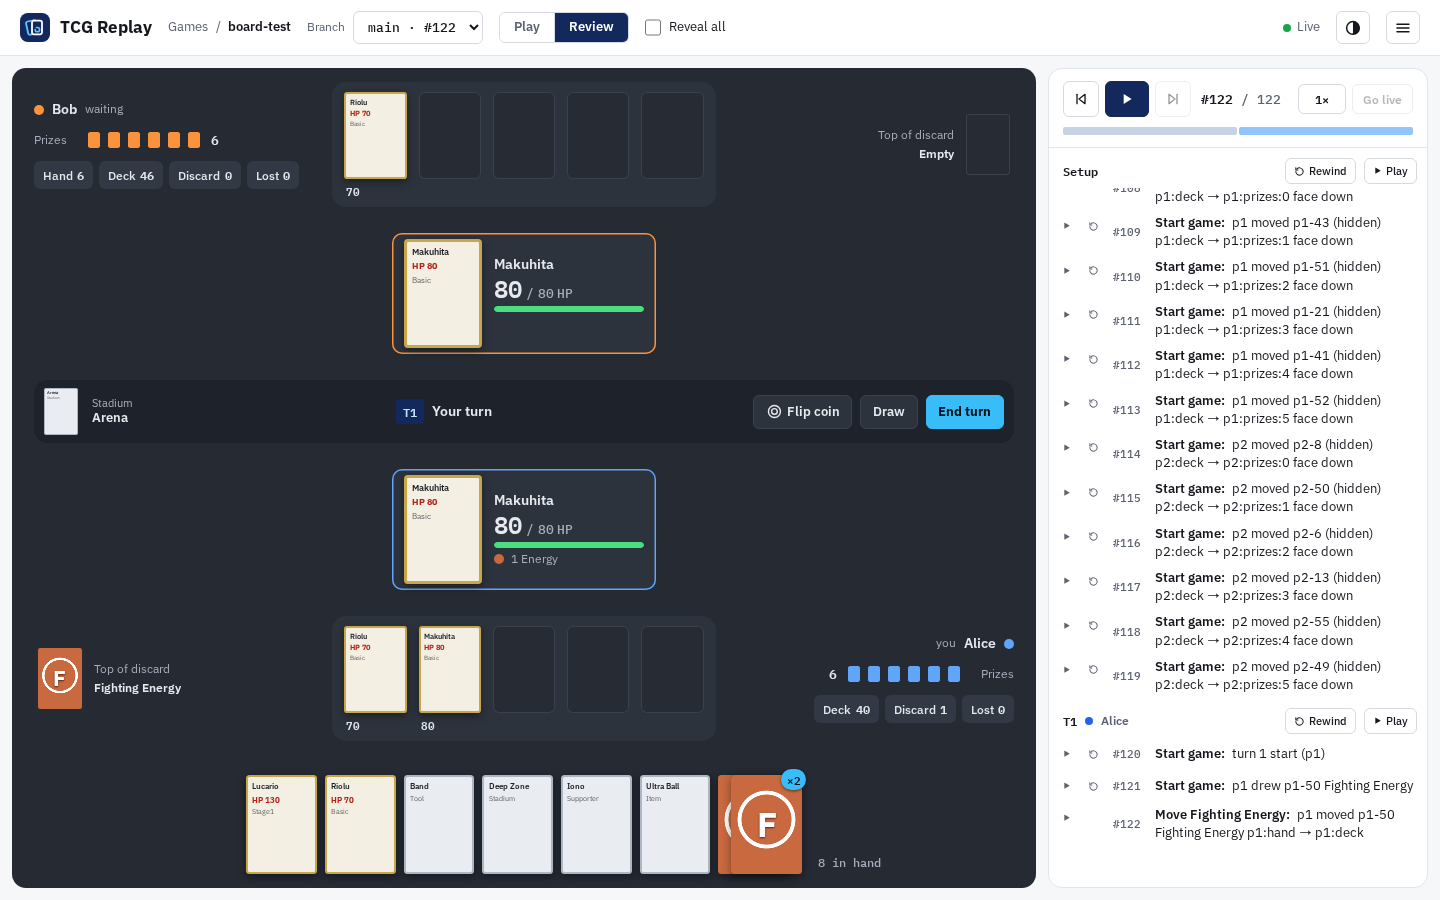 TCG Replay
Games / board-test
Branch
main · #122
Play
Review
Reveal all
Live
Bob waiting
Prizes 6
Hand 6
Deck 46
Discard 0
Lost 0
Riolu
HP 70
Basic
70
Top of discard
Empty
Makuhita
HP 80
Basic
Makuhita
80 / 80 HP
Arena
Stadium
Stadium
Arena
T1 Your turn
Flip coin
Draw
End turn
Makuhita
HP 80
Basic
Makuhita
80 / 80 HP
1 Energy
F
Top of discard
Fighting Energy
Riolu
HP 70
Basic
70
Makuhita
HP 80
Basic
80
you Alice
6 Prizes
Deck 40
Discard 1
Lost 0
Lucario
HP 130
Stage1
Riolu
HP 70
Basic
Band
Tool
Deep Zone
Stadium
Iono
Supporter
Ultra Ball
Item
F
×2
8 in hand
#122 / 122
1×
Go live
Setup
Rewind
Play
#108
p1:deck → p1:prizes:0 face down
#109 Start game: p1 moved p1-43 (hidden)
p1:deck → p1:prizes:1 face down
#110 Start game: p1 moved p1-51 (hidden)
p1:deck → p1:prizes:2 face down
#111 Start game: p1 moved p1-21 (hidden)
p1:deck → p1:prizes:3 face down
#112 Start game: p1 moved p1-41 (hidden)
p1:deck → p1:prizes:4 face down
#113 Start game: p1 moved p1-52 (hidden)
p1:deck → p1:prizes:5 face down
#114 Start game: p2 moved p2-8 (hidden)
p2:deck → p2:prizes:0 face down
#115 Start game: p2 moved p2-50 (hidden)
p2:deck → p2:prizes:1 face down
#116 Start game: p2 moved p2-6 (hidden)
p2:deck → p2:prizes:2 face down
#117 Start game: p2 moved p2-13 (hidden)
p2:deck → p2:prizes:3 face down
#118 Start game: p2 moved p2-55 (hidden)
p2:deck → p2:prizes:4 face down
#119 Start game: p2 moved p2-49 (hidden)
p2:deck → p2:prizes:5 face down
T1 Alice
Rewind
Play
#120 Start game: turn 1 start (p1)
#121 Start game: p1 drew p1-50 Fighting Energy
#122 Move Fighting Energy: p1 moved p1-50
Fighting Energy p1:hand → p1:deck